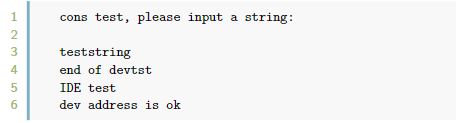 1 cons test, please input a string:
2
3 teststring
4 end of devtst
5 IDE test
6 dev address is ok